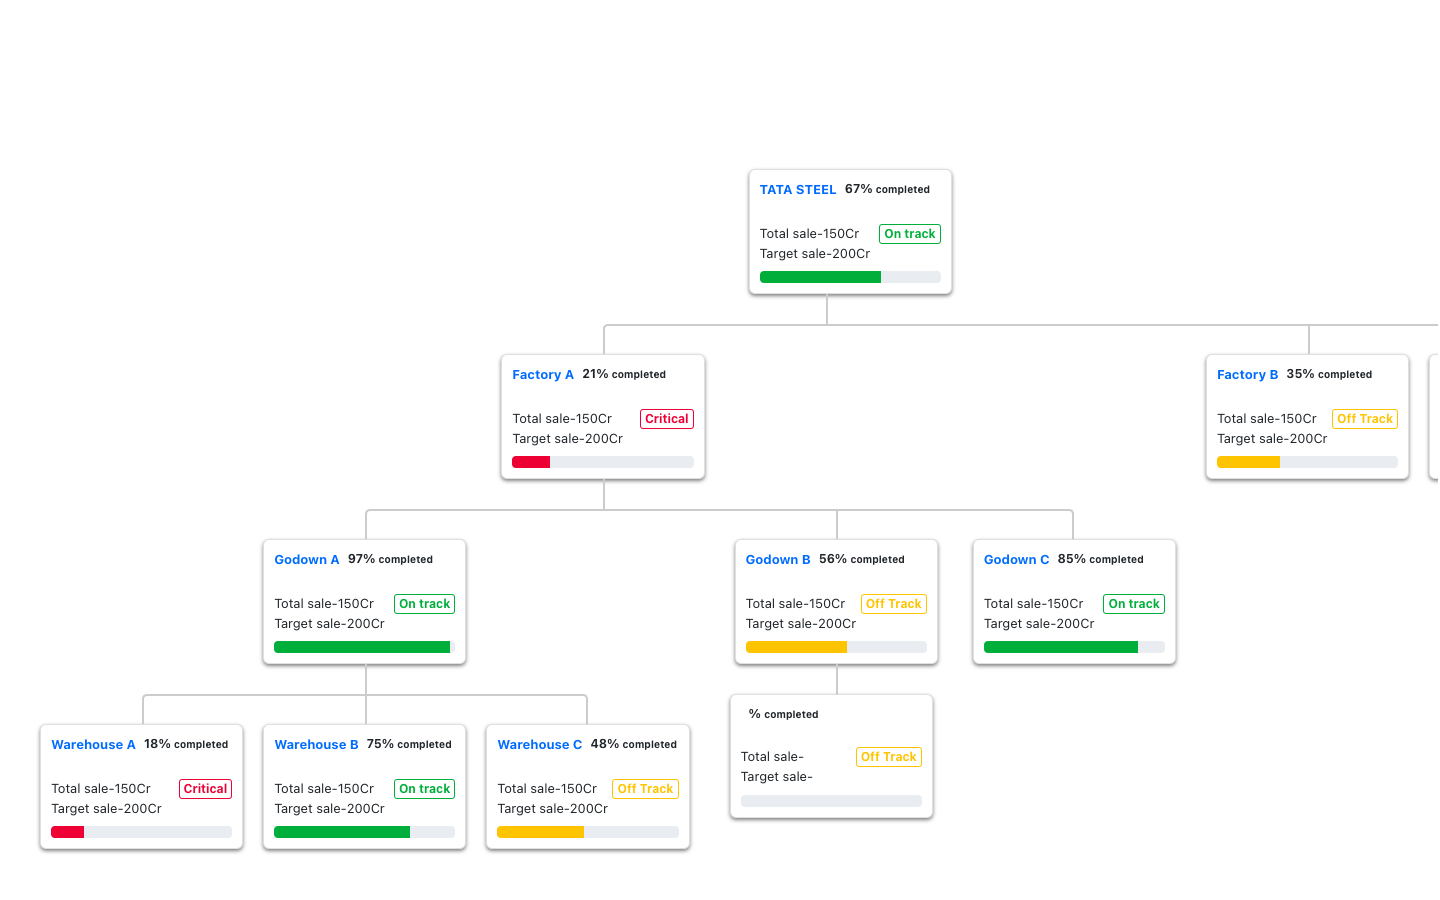 TATA STEEL 67% completed
Total sale-150Cr On track
Target sale-200Cr
Factory A 21% completed
Total sale-150Cr Critical
Target sale-200Cr
Factory B 35% completed
Total sale-150Cr Off Track
Target sale-200Cr
Godown A 97% completed
Total sale-150Cr On track
Target sale-200Cr
Godown B 56% completed
Total sale-150Cr Off Track
Target sale-200Cr
Godown C 85% completed
Total sale-150Cr On track
Target sale-200Cr
Warehouse A 18% completed
Total sale-150Cr Critical
Target sale-200Cr
Warehouse B 75% completed
Total sale-150Cr On track
Target sale-200Cr
Warehouse C 48% completed
Total sale-150Cr Off Track
Target sale-200Cr
% completed
Total sale- Off Track
Target sale-